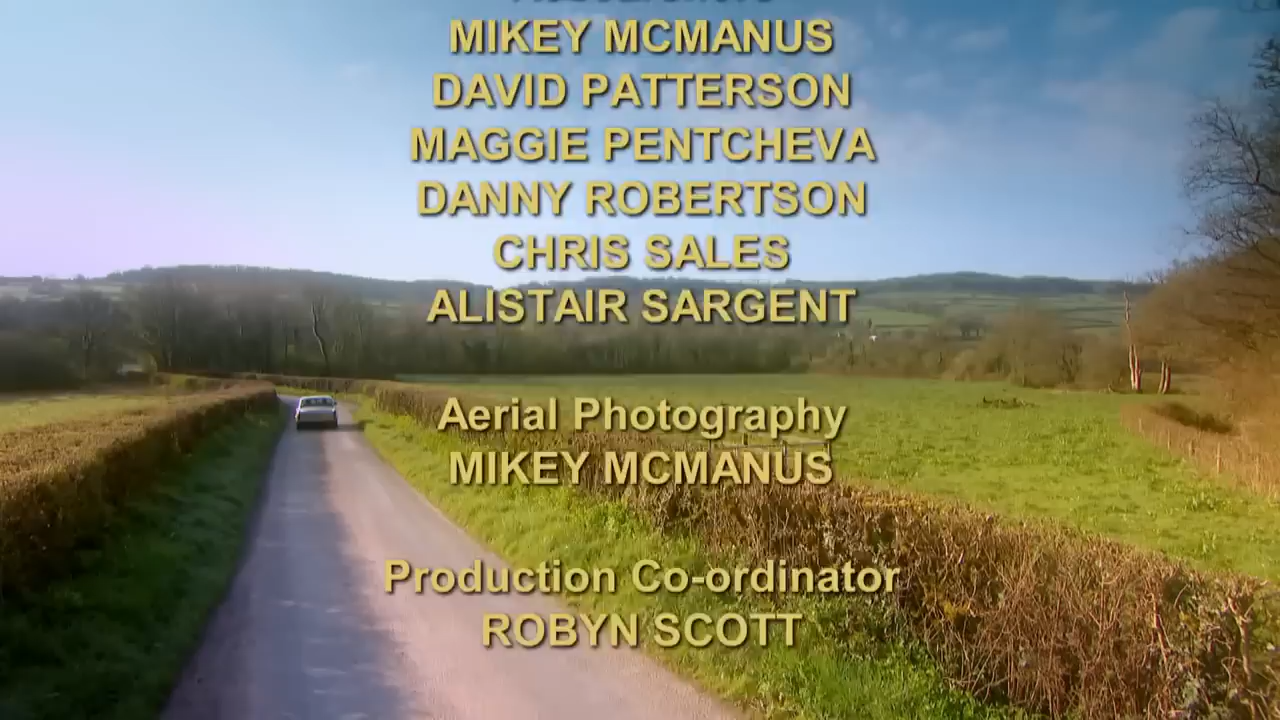 MIKEY MCMANUS
DAVID PATTERSON
MAGGIE PENTCHEVA
DANNY ROBERTSON
CHRIS SALES
ALISTAIR SARGENT
Aerial Photography
MIKEY MCMANUS
Production Co-ordinator
ROBYN SCOTT